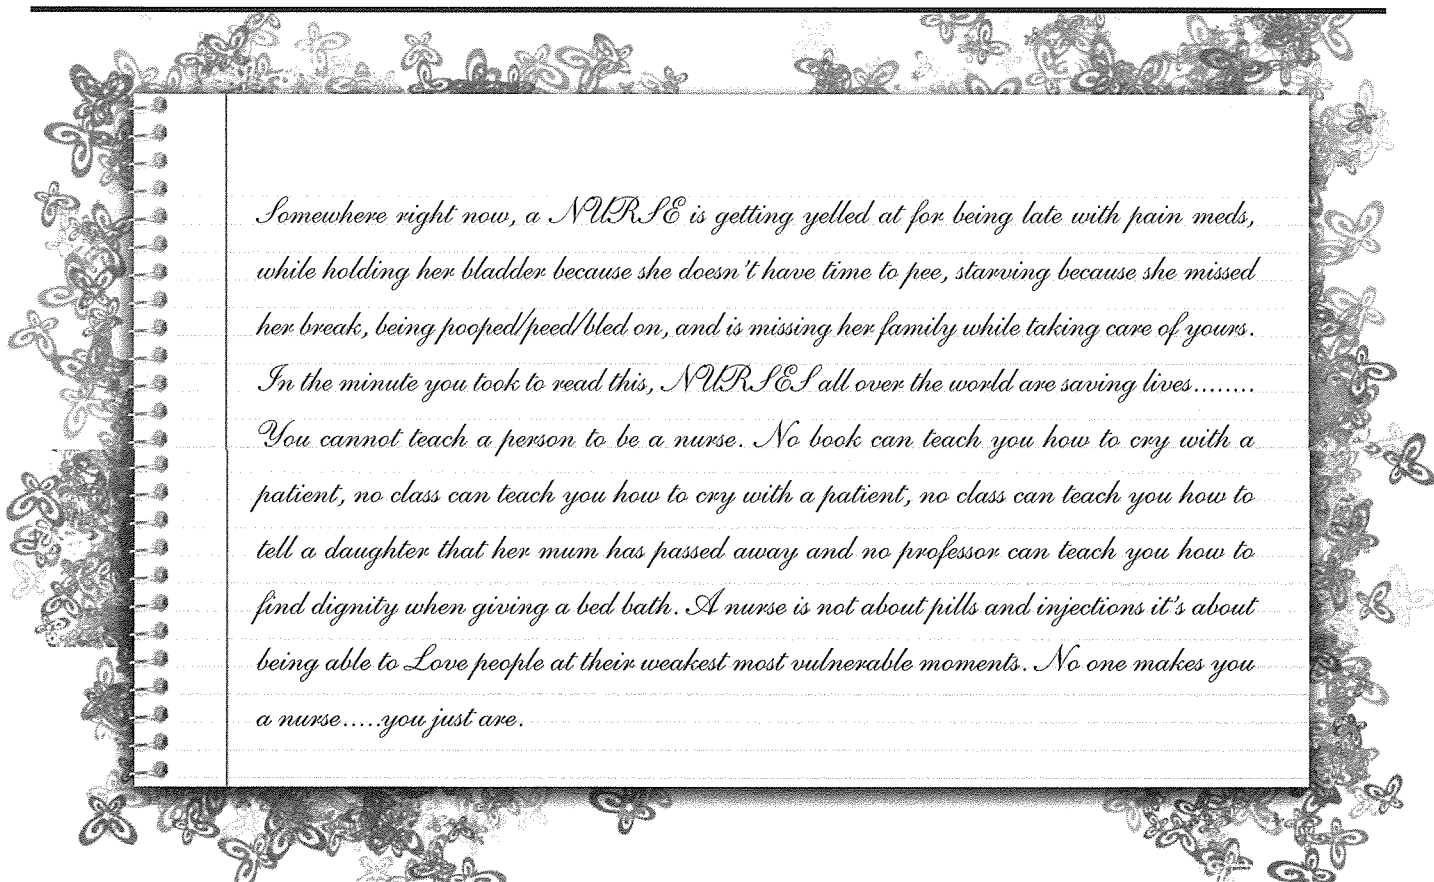 Somewhere right now, a NURSE is getting yelled at for being late with pain meds,
while holding her bladder because she doesn't have time to pee, starving because she missed
her break, being pooped/peed/bled on, and is missing her family while taking care of yours.
In the minute you took to read this, NURSES all over the world are saving lives........
You cannot teach a person to be a nurse. No book can teach you how to cry with a
patient, no class can teach you how to cry with a patient, no class can teach you how to
tell a daughter that her mum has passed away and no professor can teach you how to
find dignity when giving a bed bath. A nurse is not about pills and injections it's about
being able to Love people at their weakest most vulnerable moments. No one makes you
a nurse.....you just are.